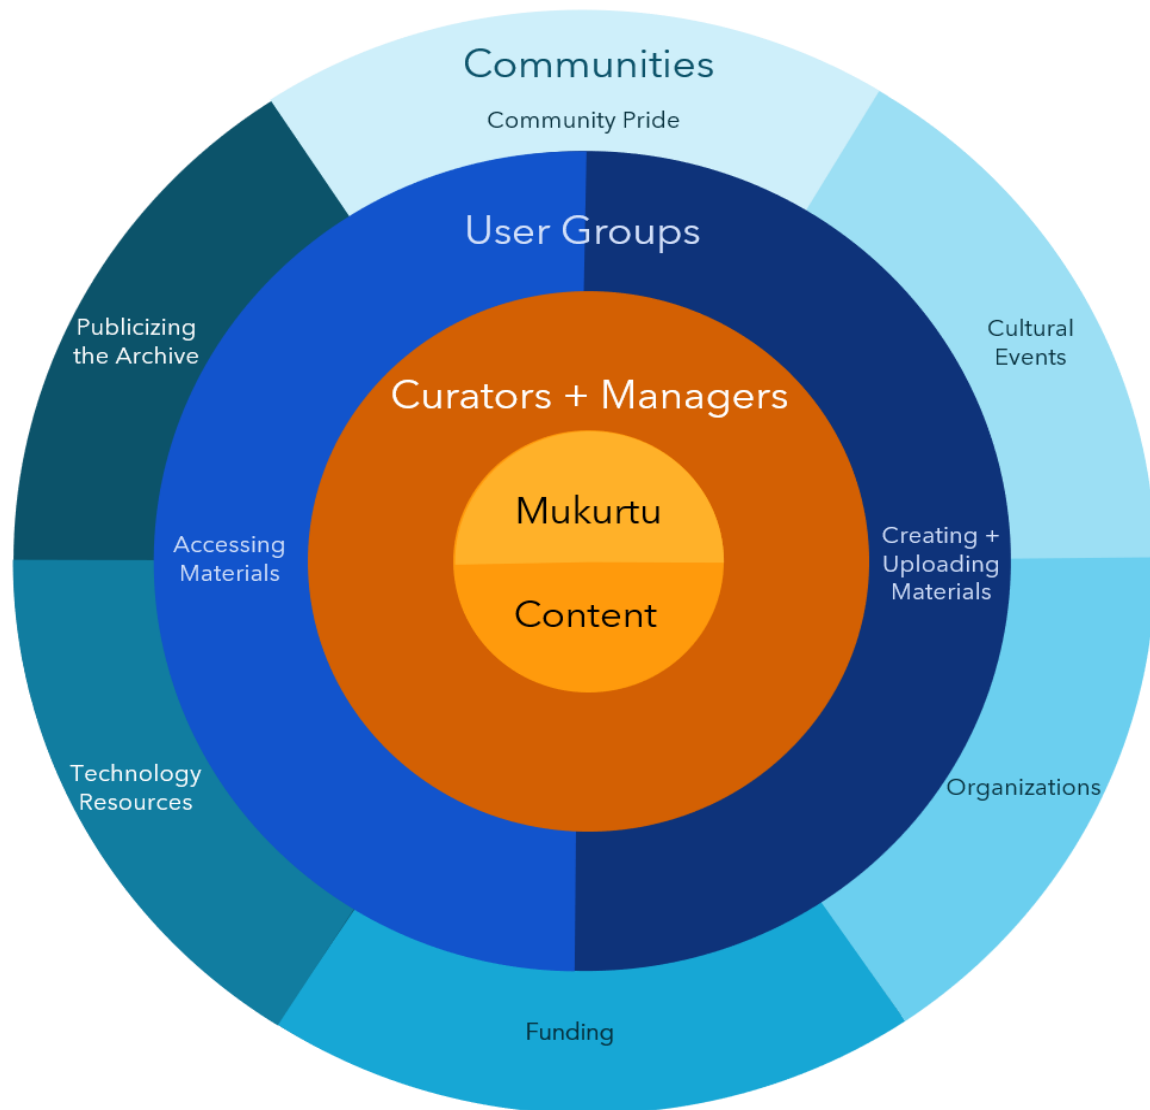 Communities
Community Pride
User Groups
Publicizing
the Archive
Cultural
Events
Curators + Managers
Mukurtu
Accessing
Materials
Creating +
Uploading
Materials
Content
Technology
Resources
Organizations
Funding